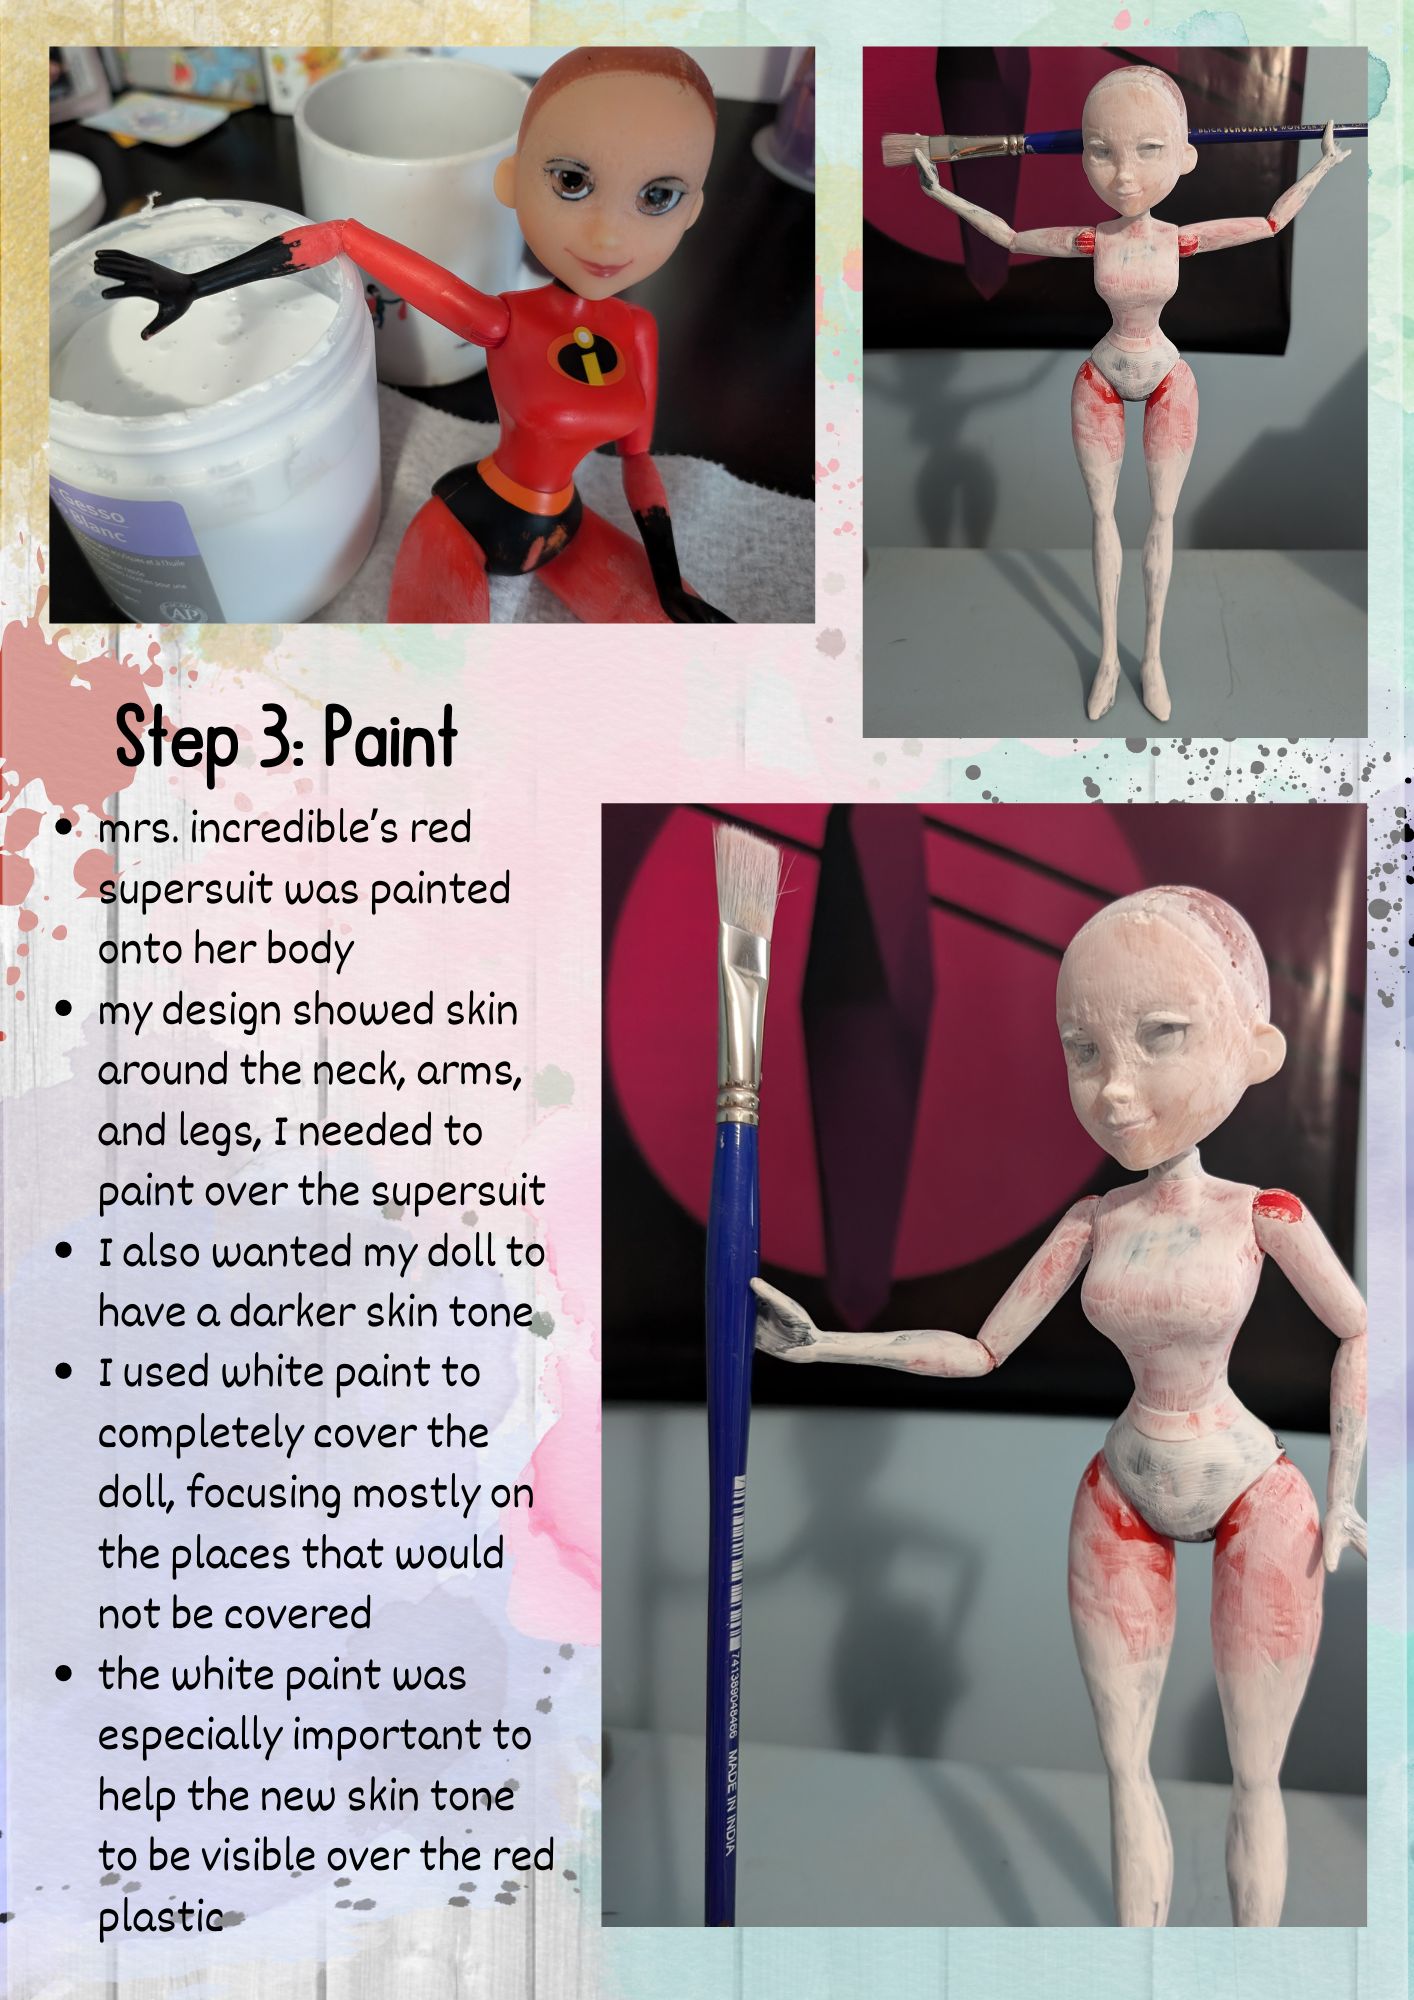 Gesso
Blanc
AP
i
BLICK SCHOLASTIC WONDER WHITE
Step 3: Paint
mrs. incredible's red
supersuit was painted
onto her body
my design showed skin
around the neck, arms,
and legs, I needed to
paint over the supersuit
I also wanted my doll to
have a darker skin tone
I used white paint to
completely cover the
doll, focusing mostly on
the places that would
not be covered
the white paint was
especially important to
help the new skin tone
to be visible over the red
plastic
741389048466 MADE IN INDIA